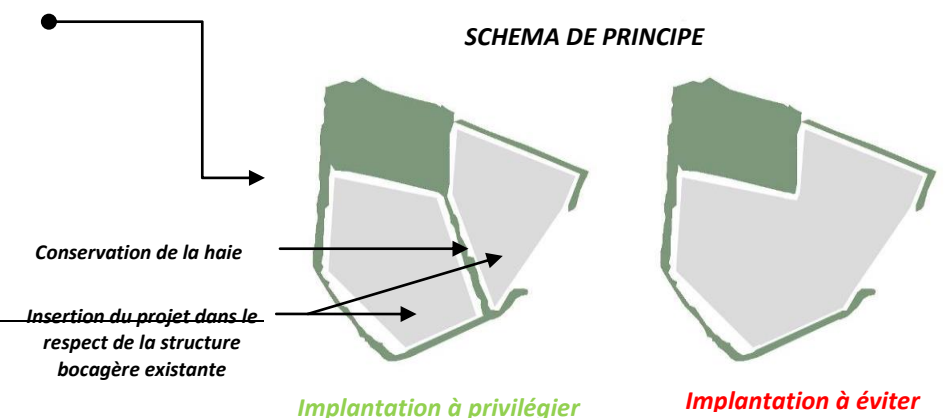 SCHEMA DE PRINCIPE
Conservation de la haie
Insertion du projet dans le
respect de la structure
bocagère existante
Implantation à privilégier
Implantation à éviter